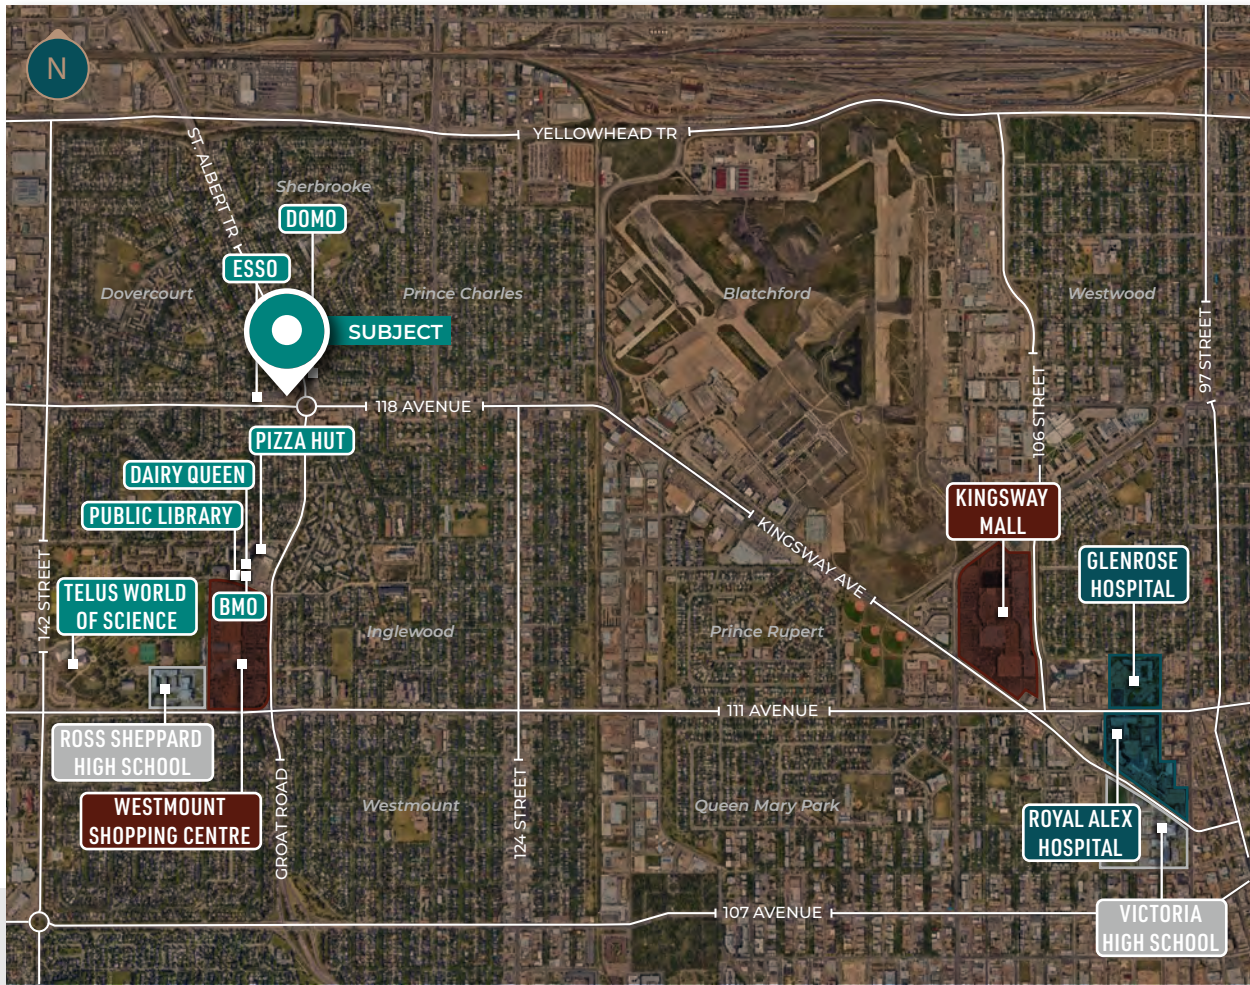 N
YELLOWHEAD TR
ST. ALBERT TR
Sherbrooke
DOMO
ESSO
Dovercourt
Prince Charles
Blatchford
Westwood
SUBJECT
97 STREET
118 AVENUE
106 STREET
PIZZA HUT
DAIRY QUEEN
PUBLIC LIBRARY
KINGSWAY
MALL
KINGSWAY AVE
GLENROSE
HOSPITAL
142 STREET
TELUS WORLD
OF SCIENCE
BMO
Inglewood
Prince Rupert
111 AVENUE
ROSS SHEPPARD
HIGH SCHOOL
WESTMOUNT
SHOPPING CENTRE
GROAT ROAD
Westmount
124 STREET
Queen Mary Park
ROYAL ALEX
HOSPITAL
107 AVENUE
VICTORIA
HIGH SCHOOL